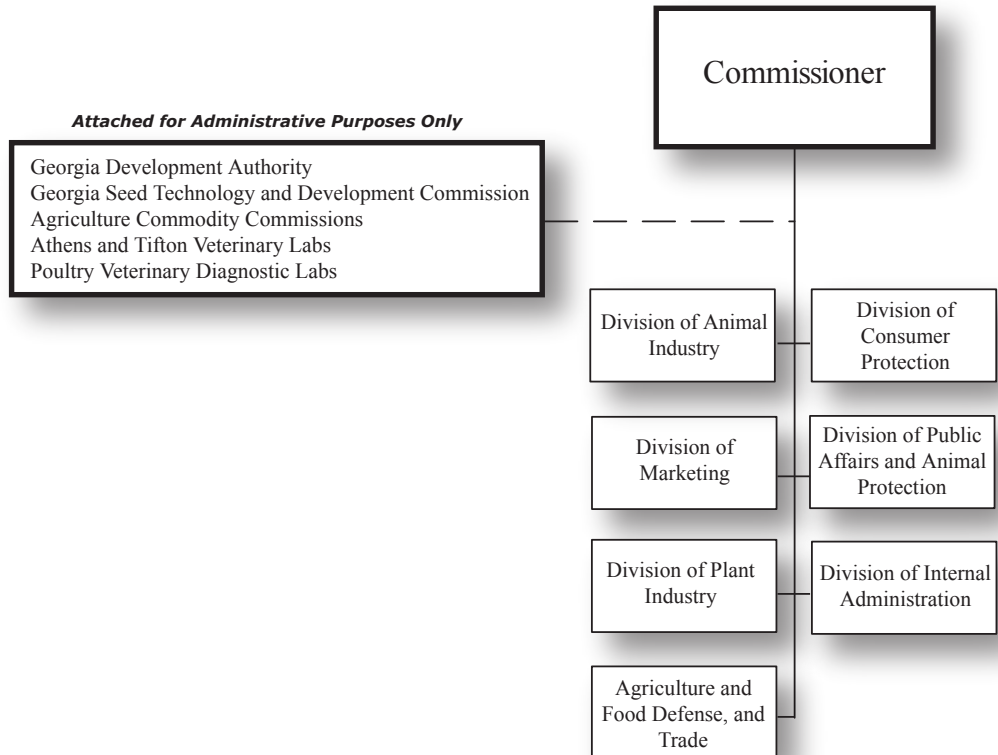 Commissioner
Attached for Administrative Purposes Only
Georgia Development Authority
Georgia Seed Technology and Development Commission
Agriculture Commodity Commissions
Athens and Tifton Veterinary Labs
Poultry Veterinary Diagnostic Labs
Division of Animal
Industry
Division of
Consumer
Protection
Division of
Marketing
Division of Public
Affairs and Animal
Protection
Division of Plant
Industry
Division of Internal
Administration
Agriculture and
Food Defense, and
Trade